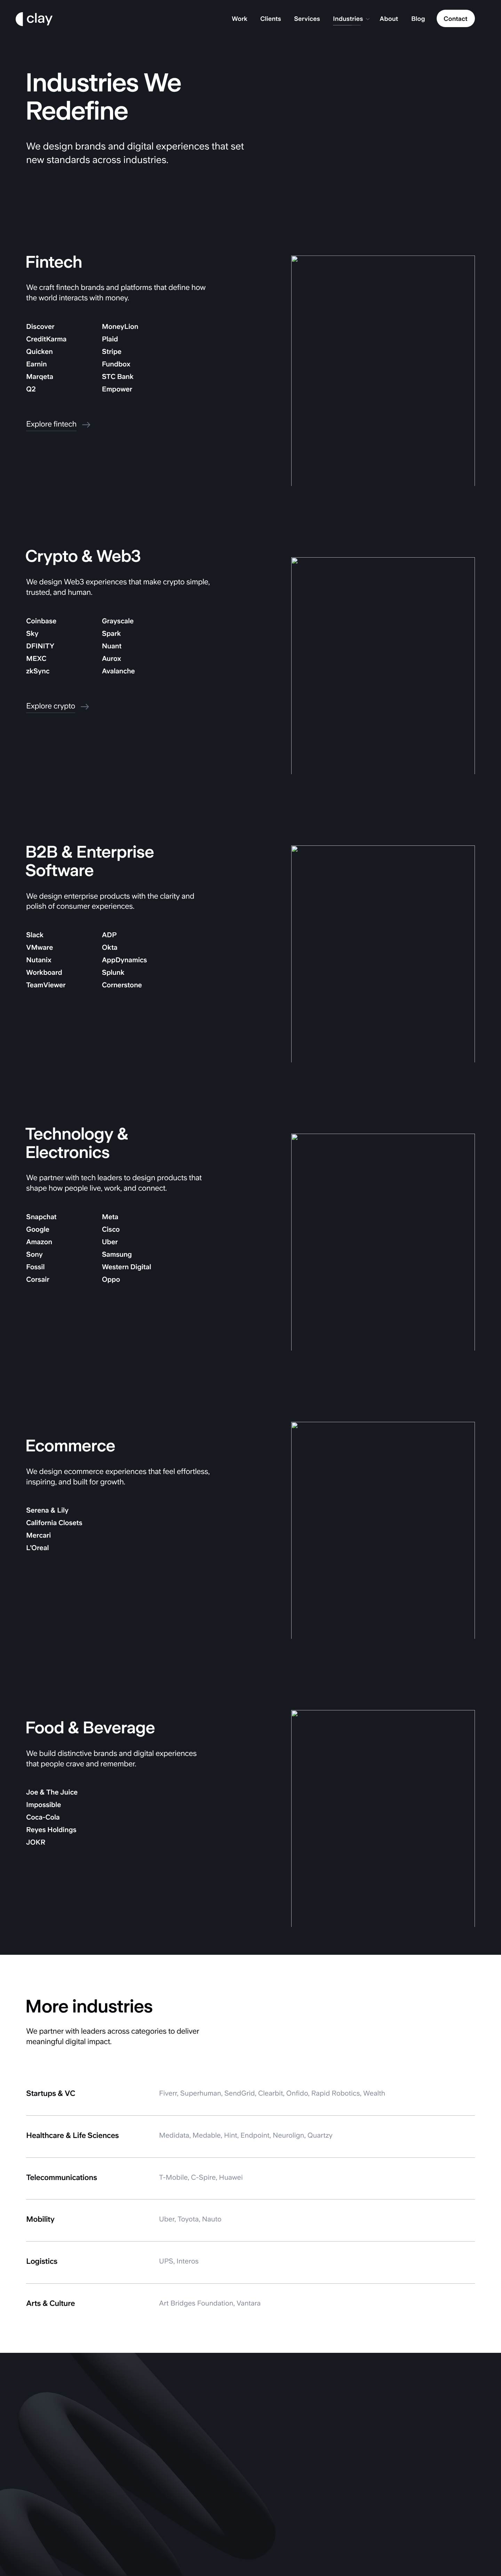 clay
Work Clients Services Industries About Blog Contact
Industries We
Redefine
We design brands and digital experiences that set
new standards across industries.
Fintech
We craft fintech brands and platforms that define how
the world interacts with money.
Discover MoneyLion
CreditKarma Plaid
Quicken Stripe
Earnin Fundbox
Marqeta STC Bank
Q2 Empower
Explore fintech
Crypto & Web3
We design Web3 experiences that make crypto simple,
trusted, and human.
Coinbase Grayscale
Sky Spark
DFINITY Nuant
MEXC Aurox
zkSync Avalanche
Explore crypto
B2B & Enterprise
Software
We design enterprise products with the clarity and
polish of consumer experiences.
Slack ADP
VMware Okta
Nutanix AppDynamics
Workboard Splunk
TeamViewer Cornerstone
Technology &
Electronics
We partner with tech leaders to design products that
shape how people live, work, and connect.
Snapchat Meta
Google Cisco
Amazon Uber
Sony Samsung
Fossil Western Digital
Corsair Oppo
Ecommerce
We design ecommerce experiences that feel effortless,
inspiring, and built for growth.
Serena & Lily
California Closets
Mercari
L'Oreal
Food & Beverage
We build distinctive brands and digital experiences
that people crave and remember.
Joe & The Juice
Impossible
Coca-Cola
Reyes Holdings
JOKR
More industries
We partner with leaders across categories to deliver
meaningful digital impact.
Startups & VC Fiverr, Superhuman, SendGrid, Clearbit, Onfido, Rapid Robotics, Wealth
Healthcare & Life Sciences Medidata, Medable, Hint, Endpoint, Neurolign, Quartzy
Telecommunications T-Mobile, C-Spire, Huawei
Mobility Uber, Toyota, Nauto
Logistics UPS, Interos
Arts & Culture Art Bridges Foundation, Vantara